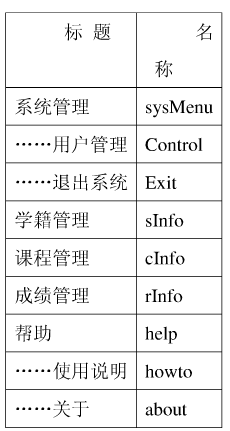 标 题 名
称
系统管理 sysMenu
……用户管理 Control
……退出系统 Exit
学籍管理 sInfo
课程管理 cInfo
成绩管理 rInfo
帮助 help
……使用说明 howto
……关于 about